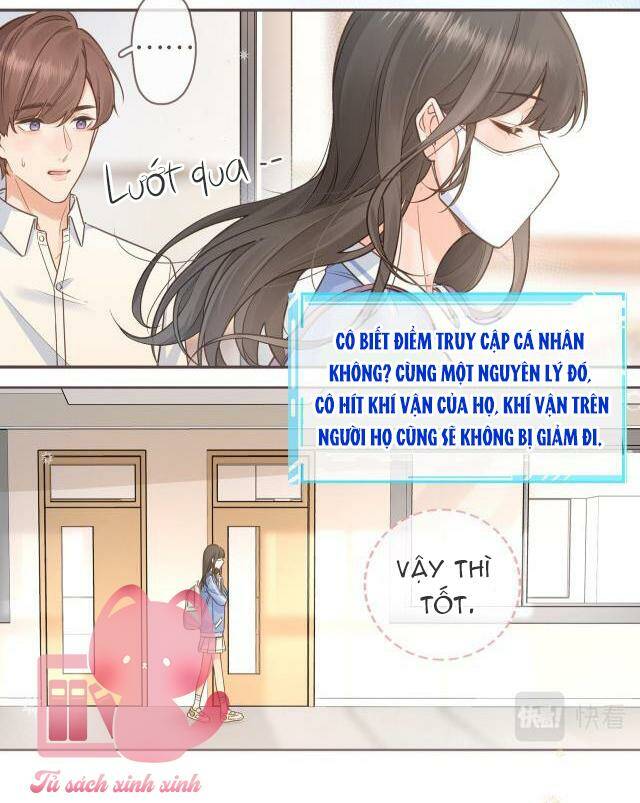 ......
Lướt qua --
CÔ BIẾT ĐIỂM TRUY CẬP CÁ NHÂN
KHÔNG? CÙNG MỘT NGUYÊN LÝ ĐÓ,
CÔ HÍT KHÍ VẬN CỦA HỌ, KHÍ VẬN TRÊN
NGƯỜI HỌ CŨNG SẼ KHÔNG BỊ GIẢM ĐI.
VẬY THÌ
TỐT.
快看! 快看
Tủ sách xinh xinh